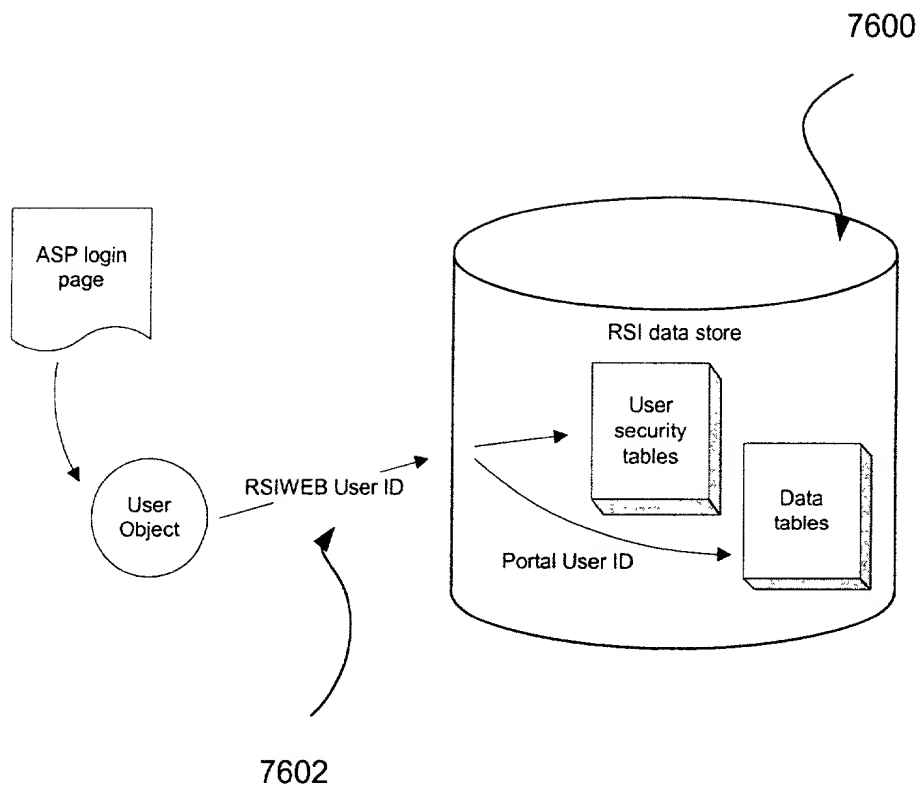 7600
ASP login
page
RSI data store
User
security
tables
User
Object
RSIWEB User ID
Data
tables
Portal User ID
7602